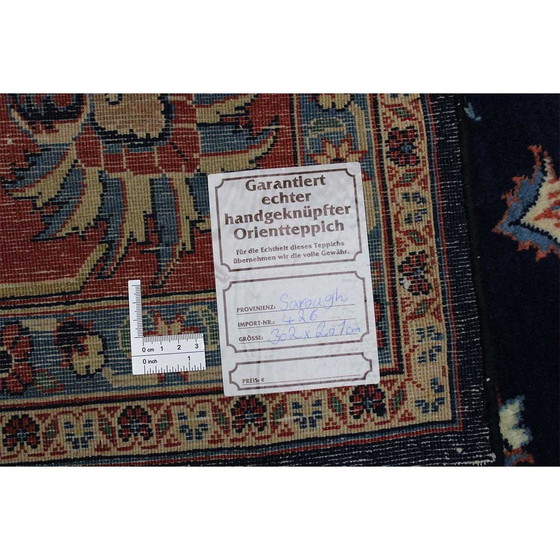 Garantiert
echter
handgeknüpfter
Orientteppich
Für die Echtheit dieses Teppichs
übernehmen wir die volle Gewähr.
PROVENIENZ: Sarough
IMPORT-NR.: 426
GRÖSSE: 302 x 207 cm
PREIS: €
0 cm 1 2 3
0 inch 1